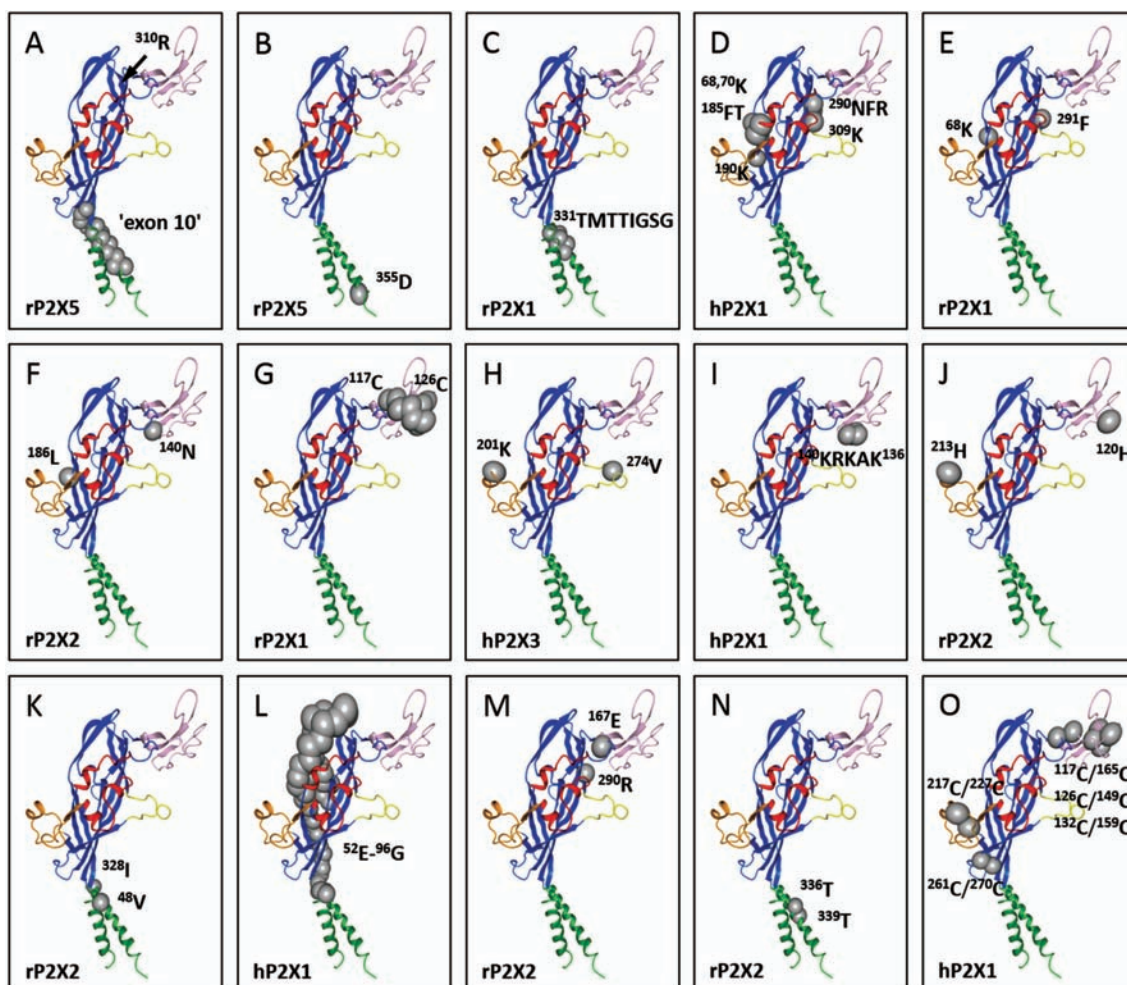 A
³¹⁰R
'exon 10'
rP2X5
B
³⁵⁵D
rP2X5
C
³³¹TMTTIGSG
rP2X1
D
⁶⁸,⁷⁰K
¹⁸⁵FT
²⁹⁰NFR
³⁰⁹K
¹⁹⁰K
hP2X1
E
⁶⁸K
²⁹¹F
rP2X1
F
¹⁸⁶L
¹⁴⁰N
rP2X2
G
¹¹⁷C
¹²⁶C
rP2X1
H
²⁰¹K
²⁷⁴V
hP2X3
I
¹⁴⁰KRKAK¹³⁶
hP2X1
J
²¹³H
¹²⁰H
rP2X2
K
³²⁸I
⁴⁸V
rP2X2
L
⁵²E-⁹⁶G
hP2X1
M
¹⁶⁷E
²⁹⁰R
rP2X2
N
³³⁶T
³³⁹T
rP2X2
O
¹¹⁷C/¹⁶⁵C
²¹⁷C/²²⁷C
¹²⁶C/¹⁴⁹C
¹³²C/¹⁵⁹C
²⁶¹C/²⁷⁰C
hP2X1